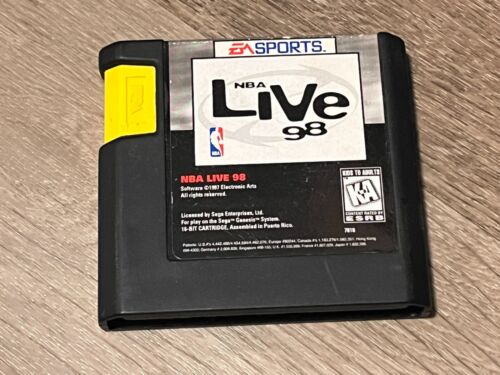 EA SPORTS
NBA
LIVE
98
NBA LIVE 98
Software ©1997 Electronic Arts
All rights reserved.
KIDS TO ADULTS
K-A
CONTENT RATED BY
ESRB
Licensed by Sega Enterprises, Ltd.
For play on the Sega™ Genesis™ System.
16-BIT CARTRIDGE. Assembled in Puerto Rico.
7818